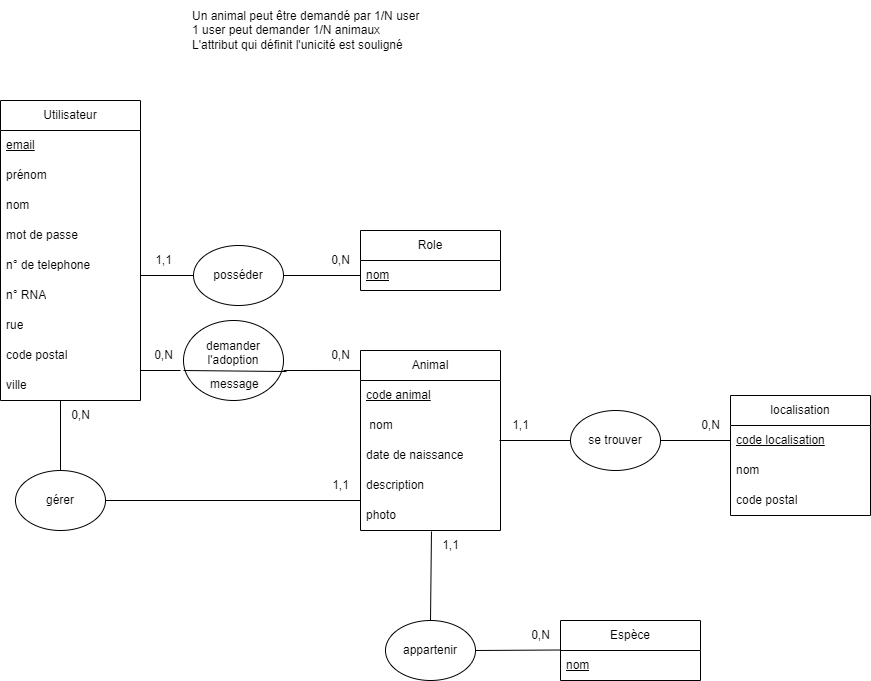 Un animal peut être demandé par 1/N user
1 user peut demander 1/N animaux
L'attribut qui définit l'unicité est souligné
Utilisateur
email
prénom
nom
mot de passe
n° de telephone
n° RNA
rue
code postal
ville
1,1
posséder
0,N
Role
nom
0,N
demander
l'adoption
message
0,N
Animal
code animal
nom
date de naissance
description
photo
1,1
se trouver
0,N
localisation
code localisation
nom
code postal
0,N
gérer
1,1
1,1
appartenir
0,N
Espèce
nom